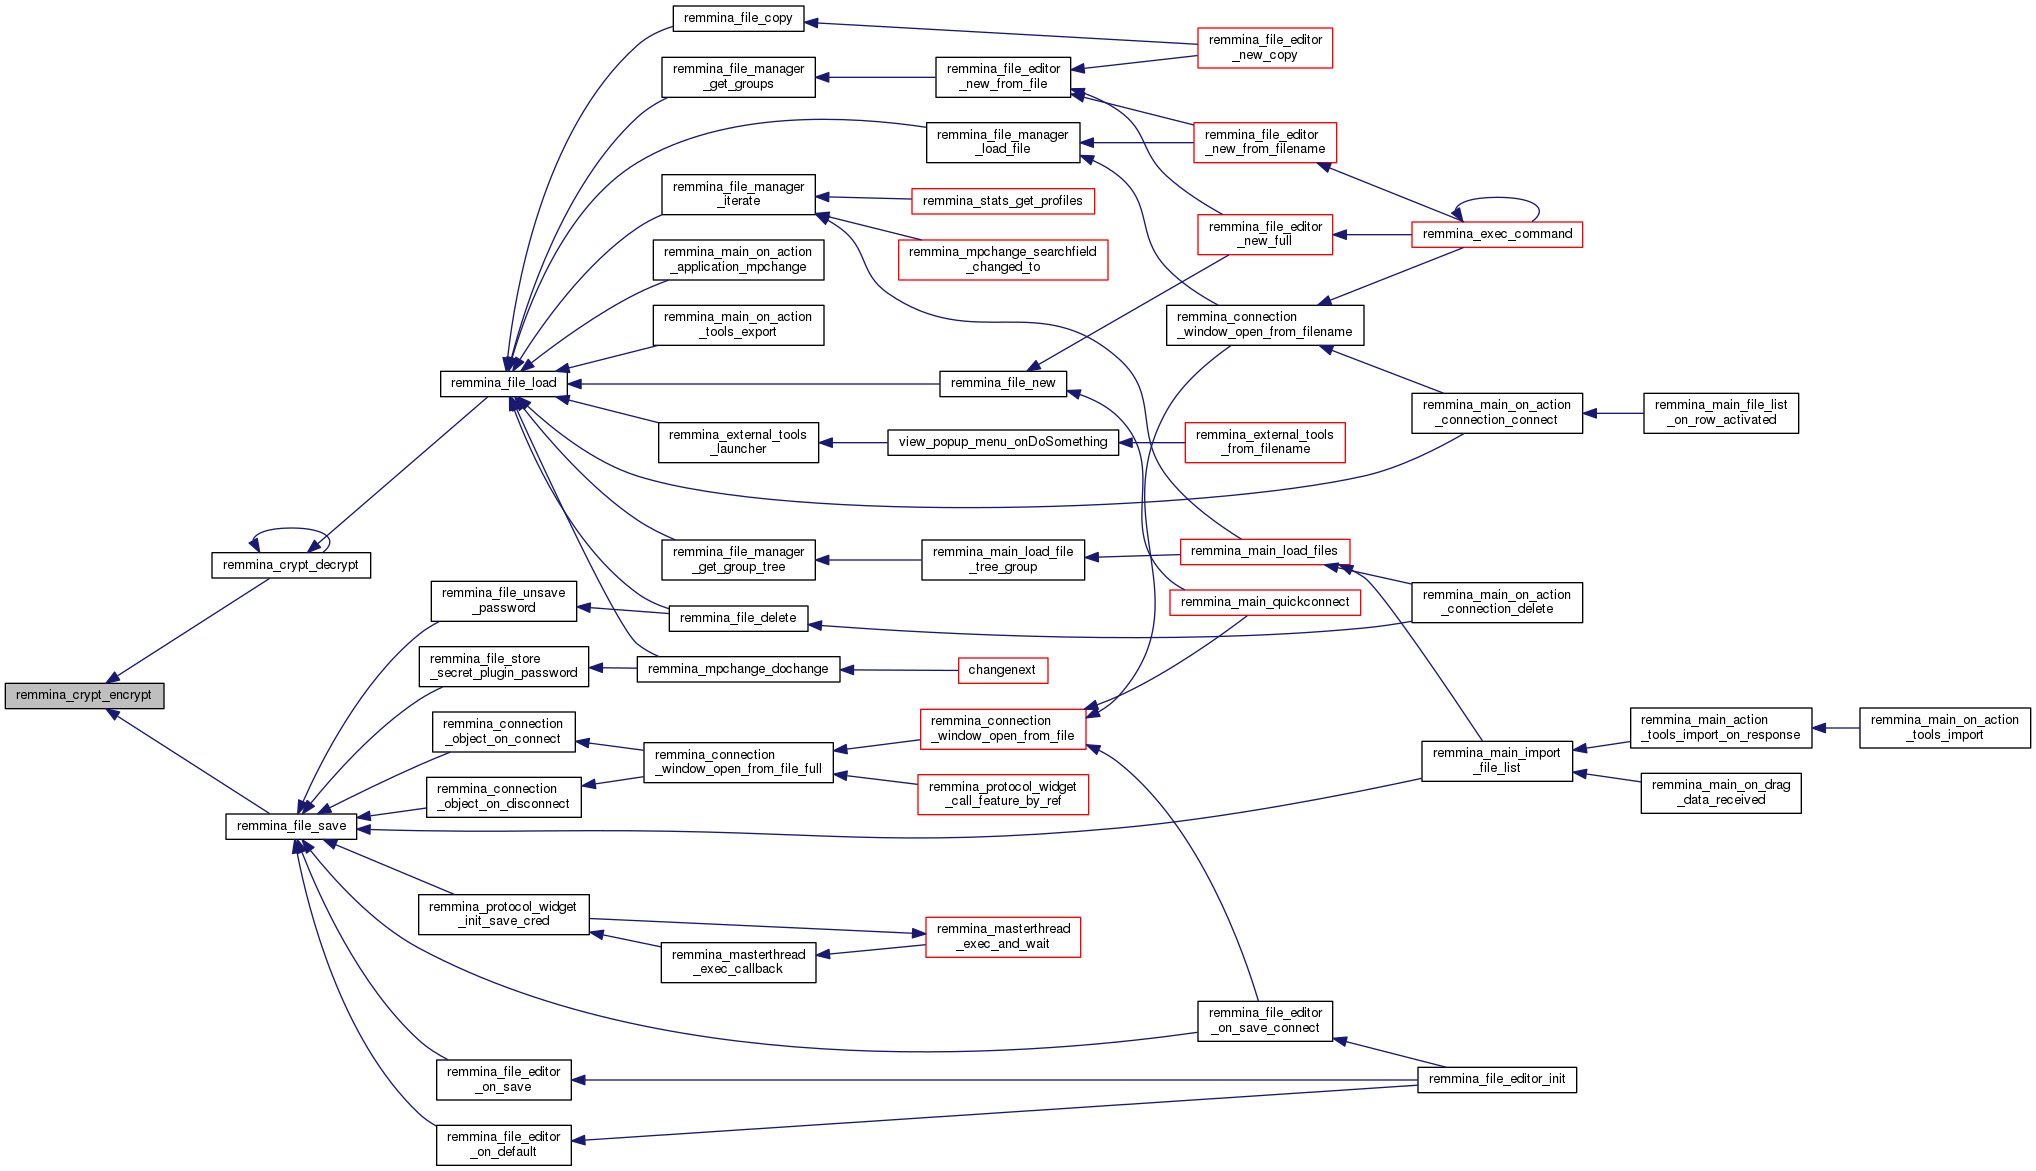 remmina_crypt_encrypt
remmina_crypt_decrypt
remmina_file_save
remmina_file_load
remmina_file_unsave
_password
remmina_file_store
_secret_plugin_password
remmina_connection
_object_on_connect
remmina_connection
_object_on_disconnect
remmina_protocol_widget
_init_save_cred
remmina_file_editor
_on_save
remmina_file_editor
_on_default
remmina_file_copy
remmina_file_manager
_get_groups
remmina_file_manager
_iterate
remmina_main_on_action
_application_mpchange
remmina_main_on_action
_tools_export
remmina_external_tools
_launcher
remmina_file_manager
_get_group_tree
remmina_file_delete
remmina_mpchange_dochange
remmina_connection
_window_open_from_file_full
remmina_masterthread
_exec_callback
remmina_file_editor
_new_from_file
remmina_file_manager
_load_file
remmina_stats_get_profiles
remmina_mpchange_searchfield
_changed_to
remmina_file_new
view_popup_menu_onDoSomething
remmina_main_load_file
_tree_group
changenext
remmina_connection
_window_open_from_file
remmina_protocol_widget
_call_feature_by_ref
remmina_masterthread
_exec_and_wait
remmina_file_editor
_new_copy
remmina_file_editor
_new_from_filename
remmina_file_editor
_new_full
remmina_connection
_window_open_from_filename
remmina_external_tools
_from_filename
remmina_main_load_files
remmina_main_quickconnect
remmina_file_editor
_on_save_connect
remmina_exec_command
remmina_main_on_action
_connection_connect
remmina_main_on_action
_connection_delete
remmina_main_import
_file_list
remmina_file_editor_init
remmina_main_file_list
_on_row_activated
remmina_main_action
_tools_import_on_response
remmina_main_on_drag
_data_received
remmina_main_on_action
_tools_import